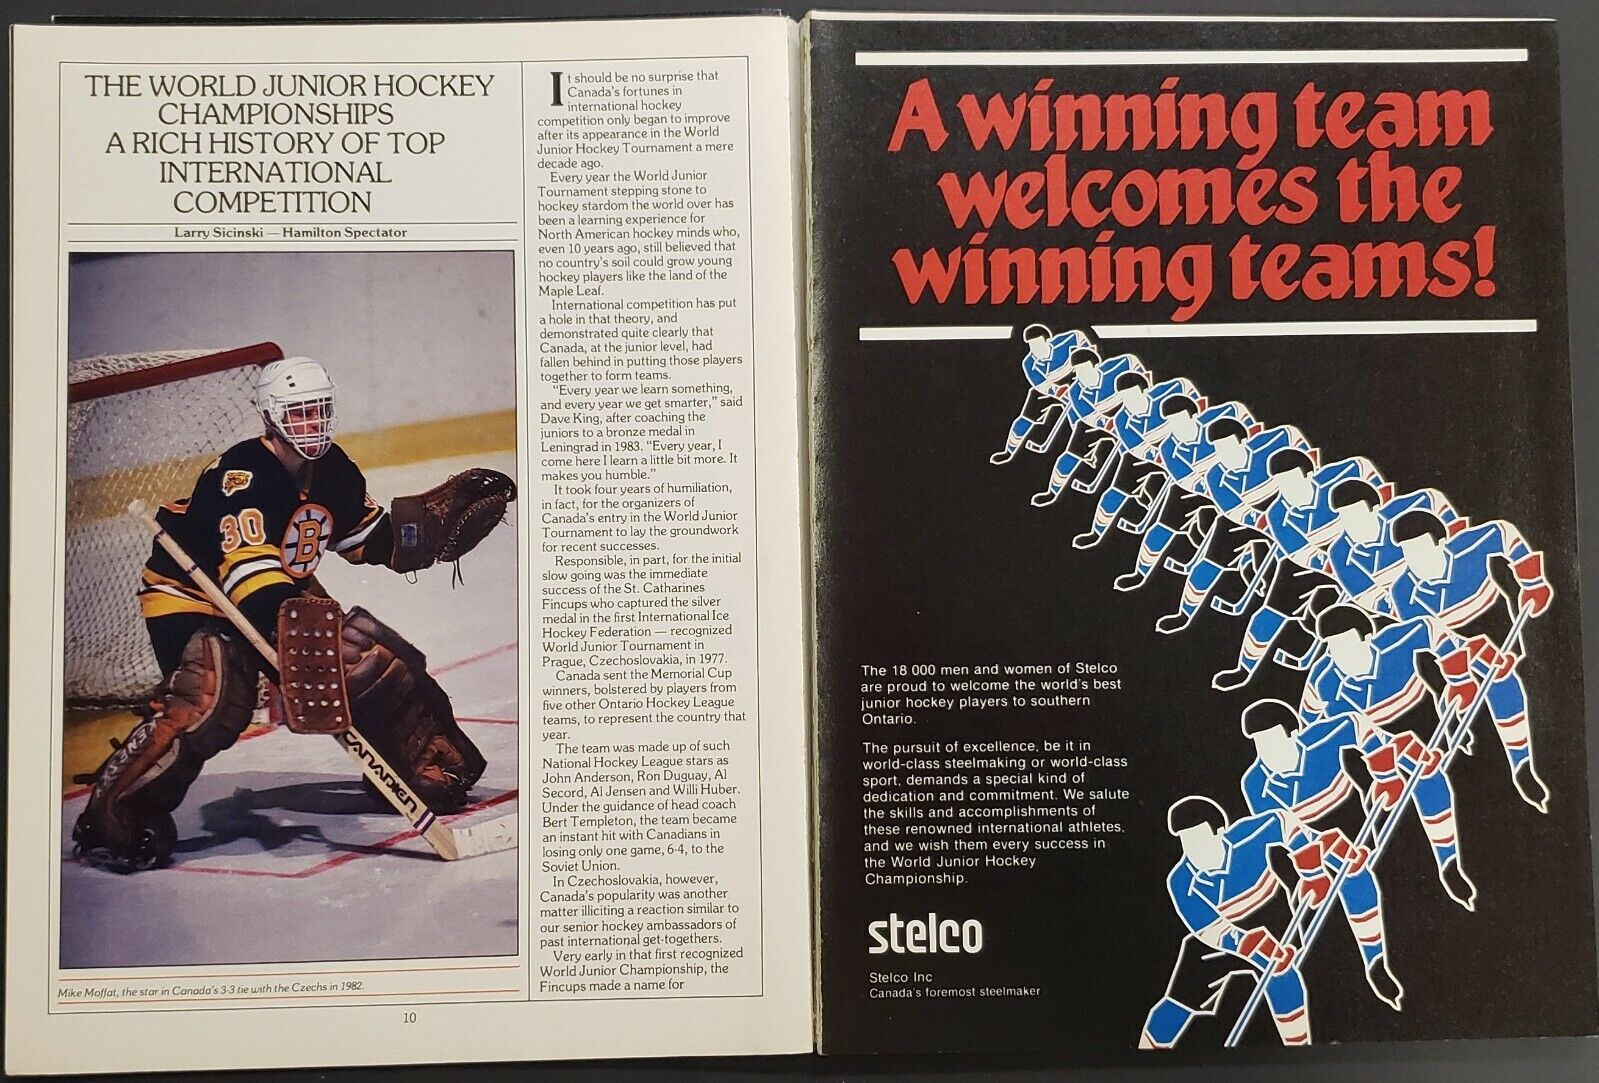 THE WORLD JUNIOR HOCKEY
CHAMPIONSHIPS
A RICH HISTORY OF TOP
INTERNATIONAL
COMPETITION
Larry Sicinski — Hamilton Spectator
30
B
CANADIEN
Mike Moffat, the star in Canada's 3-3 tie with the Czechs in 1982.
It should be no surprise that
Canada's fortunes in
international hockey
competition only began to improve
after its appearance in the World
Junior Hockey Tournament a mere
decade ago.
Every year the World Junior
Tournament stepping stone to
hockey stardom the world over has
been a learning experience for
North American hockey minds who,
even 10 years ago, still believed that
no country's soil could grow young
hockey players like the land of the
Maple Leaf.
International competition has put
a hole in that theory, and
demonstrated quite clearly that
Canada, at the junior level, had
fallen behind in putting those players
together to form teams.
"Every year we learn something,
and every year we get smarter," said
Dave King, after coaching the
juniors to a bronze medal in
Leningrad in 1983. "Every year, I
come here I learn a little bit more. It
makes you humble."
It took four years of humiliation,
in fact, for the organizers of
Canada's entry in the World Junior
Tournament to lay the groundwork
for recent successes.
Responsible, in part, for the initial
slow going was the immediate
success of the St. Catharines
Fincups who captured the silver
medal in the first International Ice
Hockey Federation — recognized
World Junior Tournament in
Prague, Czechoslovakia, in 1977.
Canada sent the Memorial Cup
winners, bolstered by players from
five other Ontario Hockey League
teams, to represent the country that
year.
The team was made up of such
National Hockey League stars as
John Anderson, Ron Duguay, Al
Secord, Al Jensen and Willi Huber.
Under the guidance of head coach
Bert Templeton, the team became
an instant hit with Canadians in
losing only one game, 6-4, to the
Soviet Union.
In Czechoslovakia, however,
Canada's popularity was another
matter illiciting a reaction similar to
our senior hockey ambassadors of
past international get-togethers.
Very early in that first recognized
World Junior Championship, the
Fincups made a name for
10
A winning team
welcomes the
winning teams!
The 18 000 men and women of Stelco
are proud to welcome the world's best
junior hockey players to southern
Ontario.
The pursuit of excellence, be it in
world-class steelmaking or world-class
sport, demands a special kind of
dedication and commitment. We salute
the skills and accomplishments of
these renowned international athletes,
and we wish them every success in
the World Junior Hockey
Championship.
stelco
Stelco Inc
Canada's foremost steelmaker